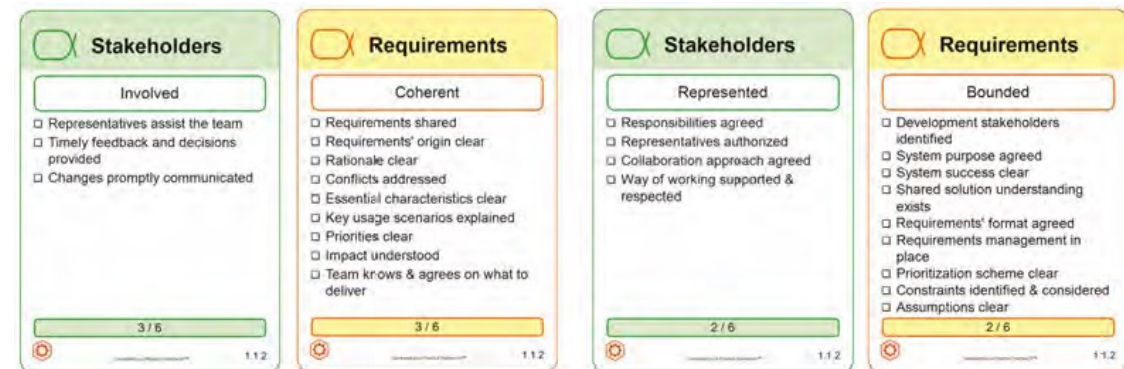 Stakeholders
Involved
☐ Representatives assist the team
☐ Timely feedback and decisions
provided
☐ Changes promptly communicated
3 / 6
1.1.2
Requirements
Coherent
☐ Requirements shared
☐ Requirements' origin clear
☐ Rationale clear
☐ Conflicts addressed
☐ Essential characteristics clear
☐ Key usage scenarios explained
☐ Priorities clear
☐ Impact understood
☐ Team knows & agrees on what to
deliver
3 / 6
1.1.2
Stakeholders
Represented
☐ Responsibilities agreed
☐ Representatives authorized
☐ Collaboration approach agreed
☐ Way of working supported &
respected
2 / 6
1.1.2
Requirements
Bounded
☐ Development stakeholders
identified
☐ System purpose agreed
☐ System success clear
☐ Shared solution understanding
exists
☐ Requirements' format agreed
☐ Requirements management in
place
☐ Prioritization scheme clear
☐ Constraints identified & considered
☐ Assumptions clear
2 / 6
1.1.2